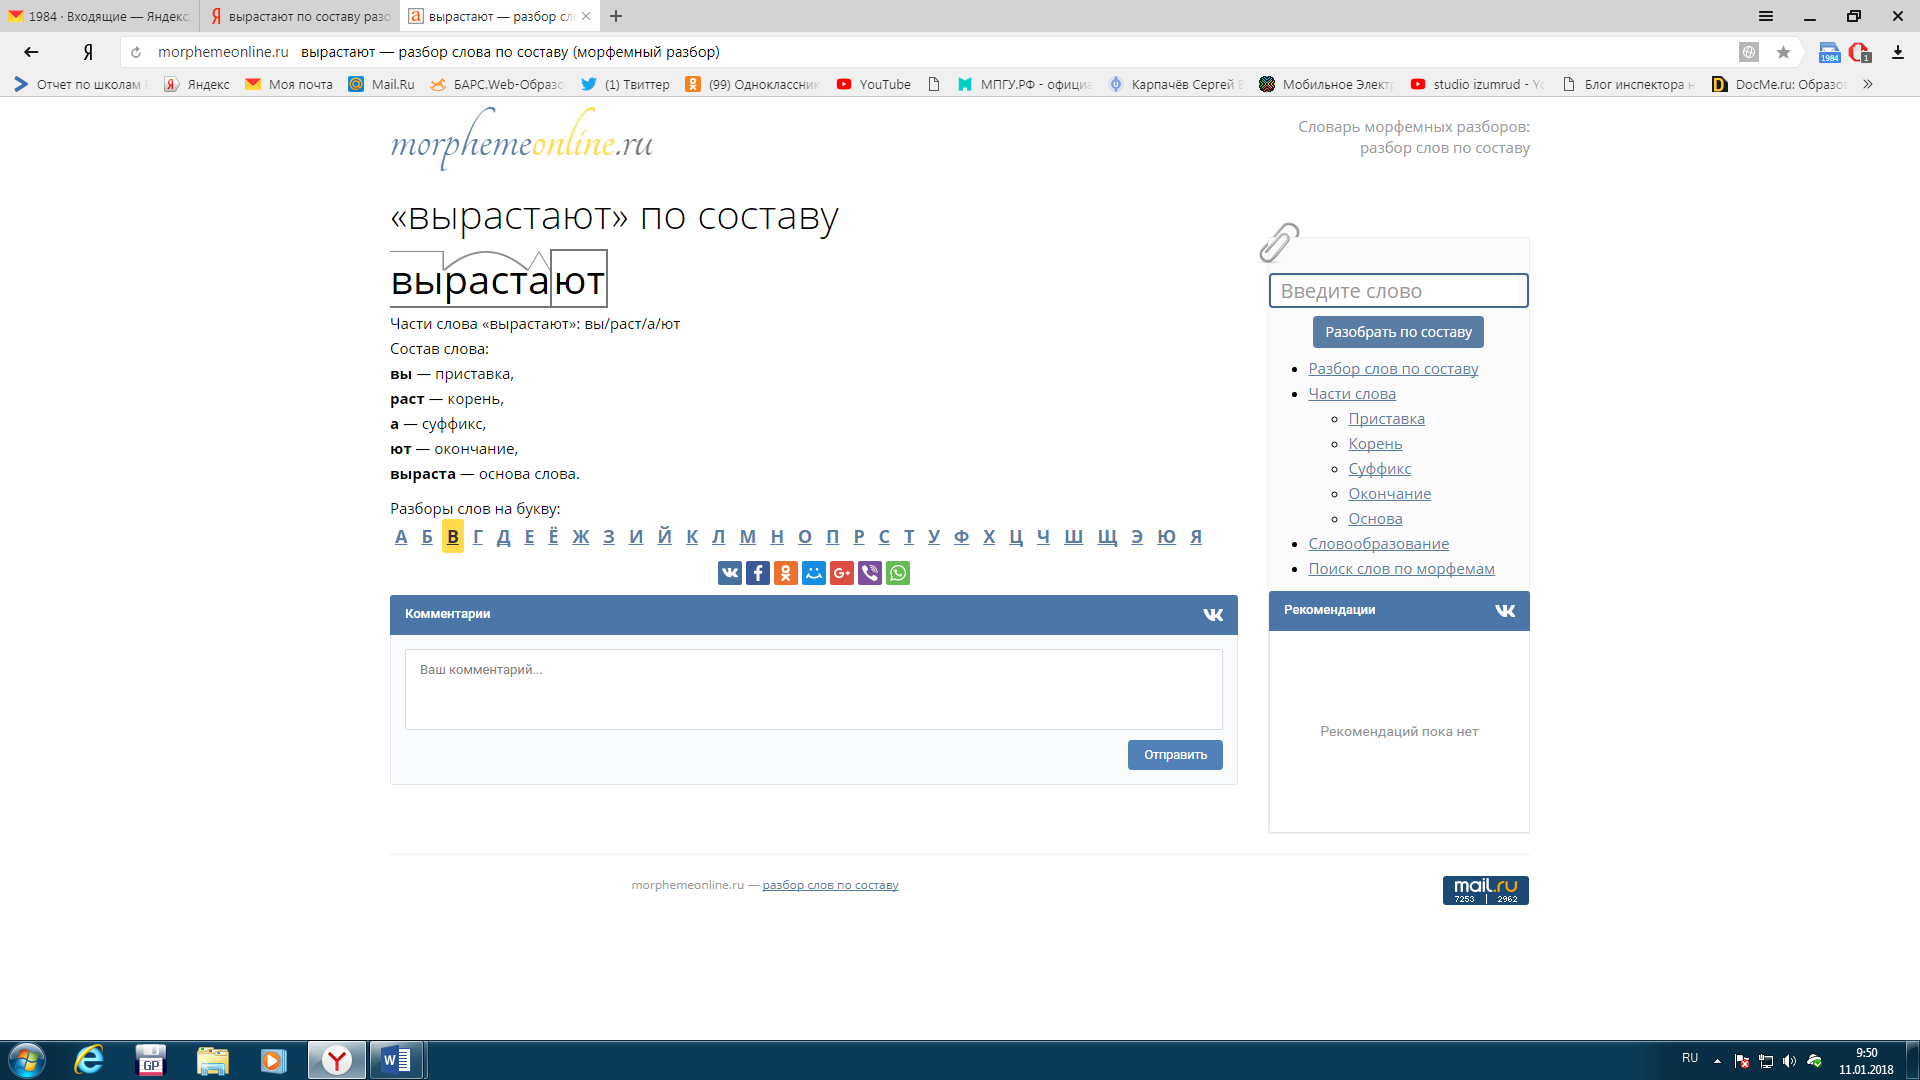 1984 · Входящие — Яндекс.
вырастают по составу разо
вырастают — разбор сло
Я
morphemeonline.ru вырастают — разбор слова по составу (морфемный разбор)
1984
1
Отчет по школам
Яндекс
Моя почта
Mail.Ru
БАРС.Web-Образо
(1) Твиттер
(99) Одноклассник
YouTube
МПГУ.РФ - официа
Карпачёв Сергей
Мобильное Элект
studio izumrud - Yo
Блог инспектора н
DocMe.ru: Образо
morphemeonline.ru
Словарь морфемных разборов:
разбор слов по составу
«вырастают» по составу
вырастают
Части слова «вырастают»: вы/раст/а/ют
Состав слова:
вы — приставка,
раст — корень,
а — суффикс,
ют — окончание,
выраста — основа слова.
Разборы слов на букву:
А Б В Г Д Е Ё Ж З И Й К Л М Н О П Р С Т У Ф Х Ц Ч Ш Щ Э Ю Я
Комментарии
Ваш комментарий...
Отправить
Введите слово
Разобрать по составу
Разбор слов по составу
Части слова
Приставка
Корень
Суффикс
Окончание
Основа
Словообразование
Поиск слов по морфемам
Рекомендации
Рекомендаций пока нет
morphemeonline.ru — разбор слов по составу
mail.ru
7253 2962
GP
RU
9:50
11.01.2018